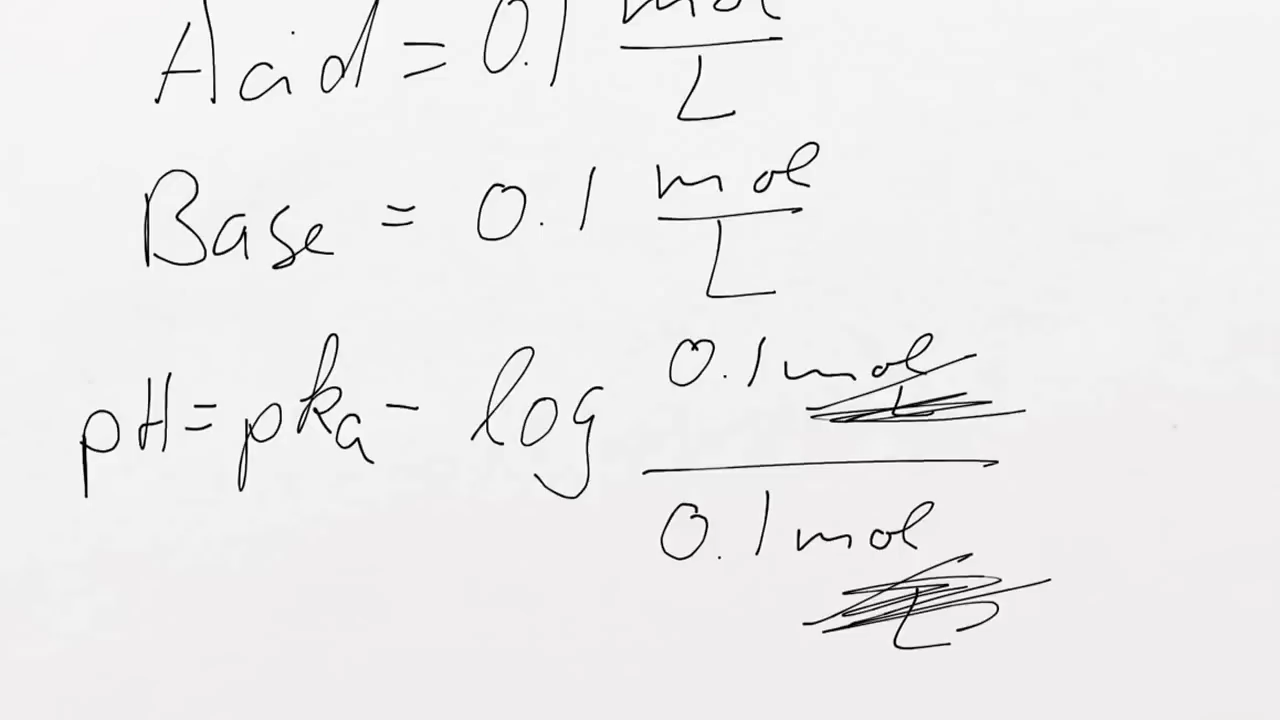 Acid = 0.1 mol/L
Base = 0.1 mol/L
pH = pka - log 0.1 mol/L / 0.1 mol/L